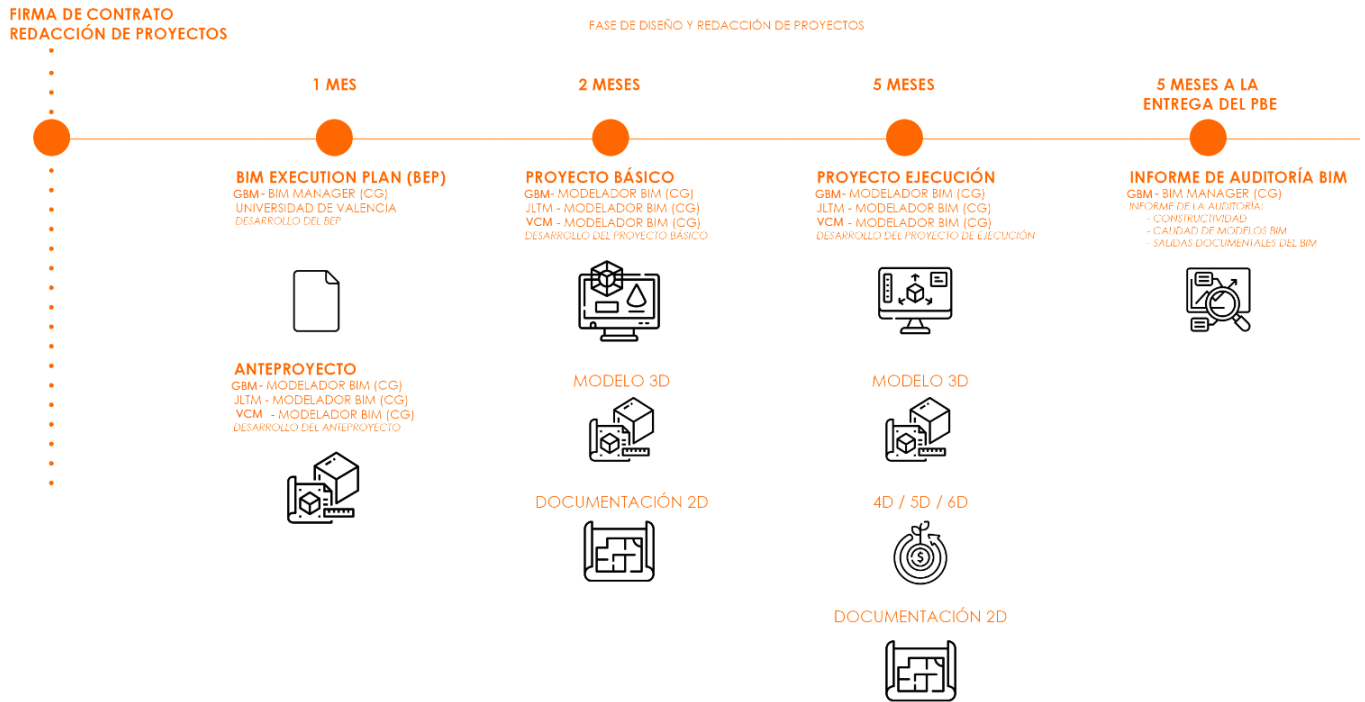 FIRMA DE CONTRATO
REDACCIÓN DE PROYECTOS
FASE DE DISEÑO Y REDACCIÓN DE PROYECTOS
1 MES
BIM EXECUTION PLAN (BEP)
GBM- BIM MANAGER (CG)
UNIVERSIDAD DE VALENCIA
DESARROLLO DEL BEP
ANTEPROYECTO
GBM- MODELADOR BIM (CG)
JLTM - MODELADOR BIM (CG)
VCM - MODELADOR BIM (CG)
DESARROLLO DEL ANTEPROYECTO
2 MESES
PROYECTO BÁSICO
GBM- MODELADOR BIM (CG)
JLTM - MODELADOR BIM (CG)
VCM - MODELADOR BIM (CG)
DESARROLLO DEL PROYECTO BÁSICO
MODELO 3D
DOCUMENTACIÓN 2D
5 MESES
PROYECTO EJECUCIÓN
GBM- MODELADOR BIM (CG)
JLTM - MODELADOR BIM (CG)
VCM - MODELADOR BIM (CG)
DESARROLLO DEL PROYECTO DE EJECUCIÓN
MODELO 3D
4D / 5D / 6D
$
DOCUMENTACIÓN 2D
5 MESES A LA
ENTREGA DEL PBE
INFORME DE AUDITORÍA BIM
GBM - BIM MANAGER (CG)
INFORME DE LA AUDITORÍA:
- CONSTRUCTIVIDAD
- CALIDAD DE MODELOS BIM
- SALIDAS DOCUMENTALES DEL BIM